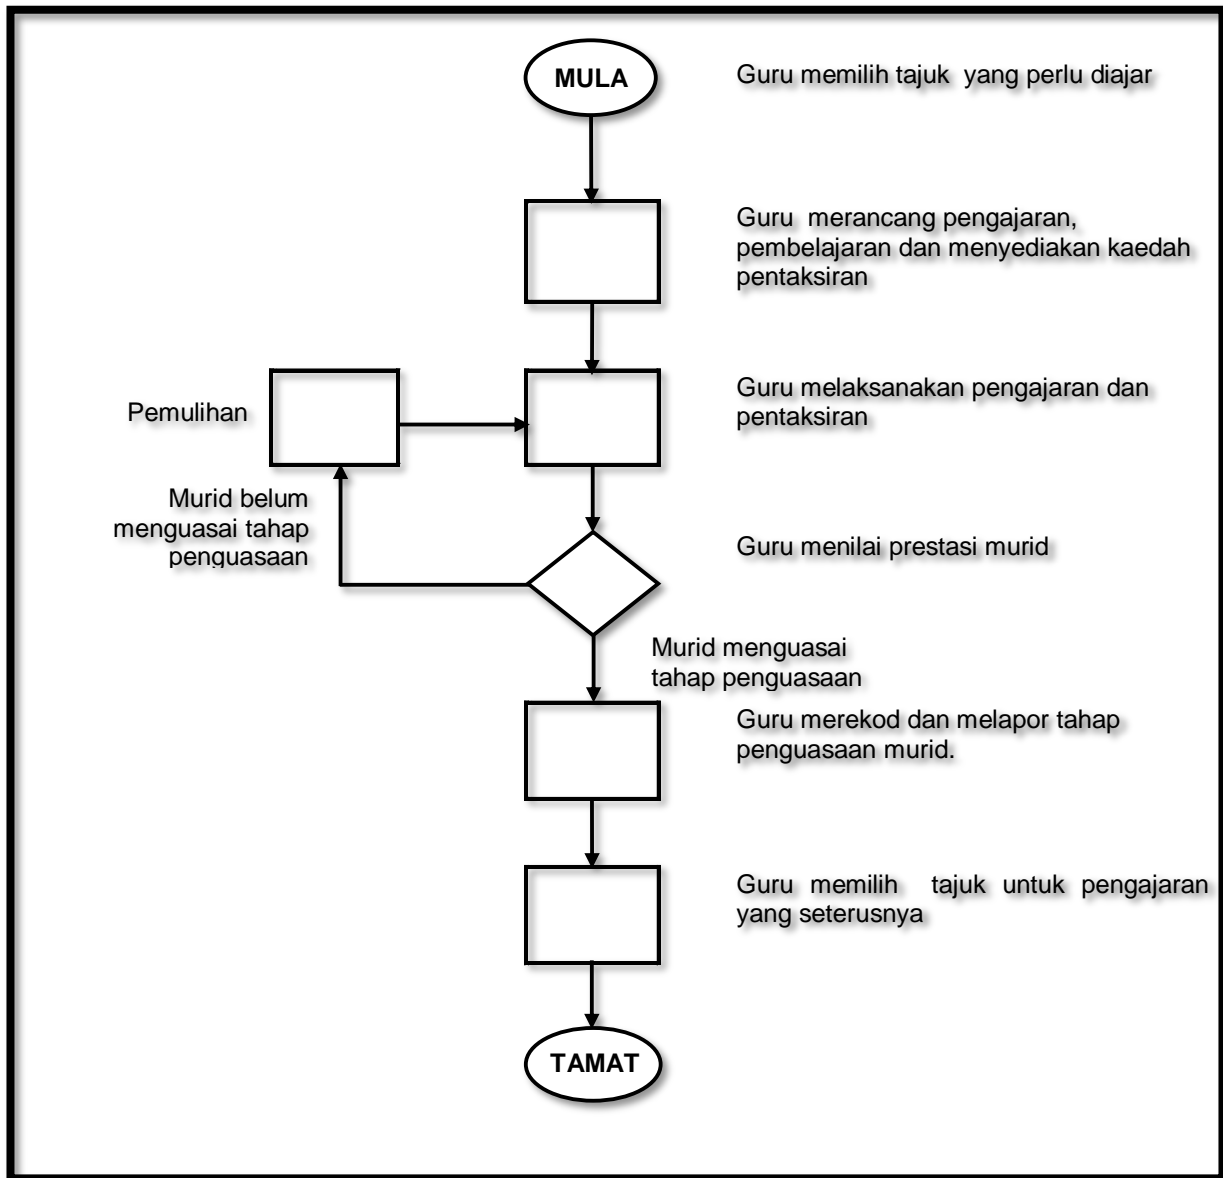 MULA
Guru memilih tajuk yang perlu diajar
Guru merancang pengajaran,
pembelajaran dan menyediakan kaedah
pentaksiran
Guru melaksanakan pengajaran dan
pentaksiran
Pemulihan
Murid belum
menguasai tahap
penguasaan
Guru menilai prestasi murid
Murid menguasai
tahap penguasaan
Guru merekod dan melapor tahap
penguasaan murid.
Guru memilih tajuk untuk pengajaran
yang seterusnya
TAMAT